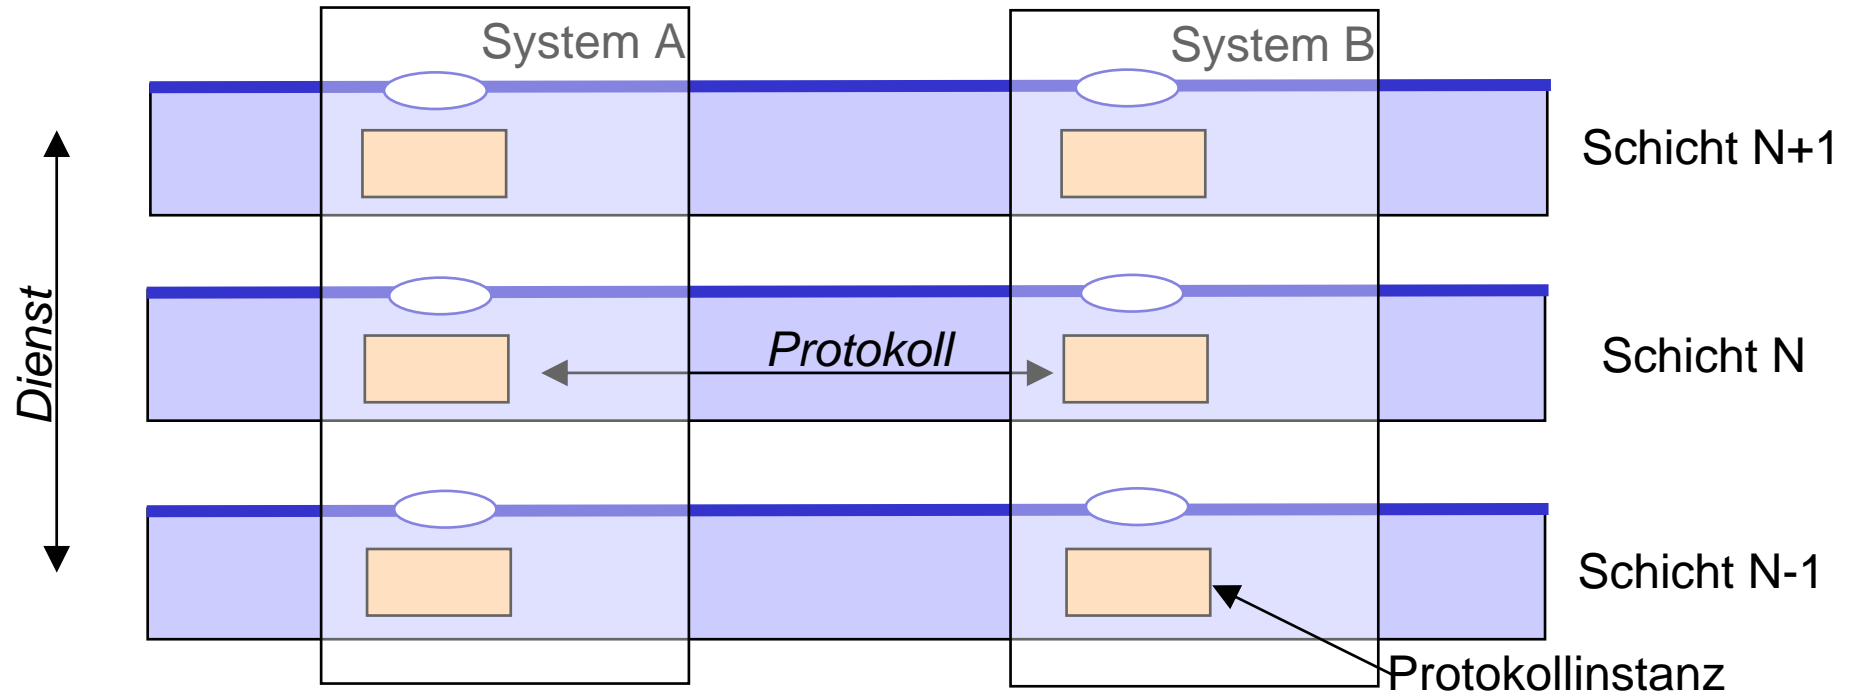 System A
System B
Schicht N+1
Dienst
Protokoll
Schicht N
Schicht N-1
Protokollinstanz